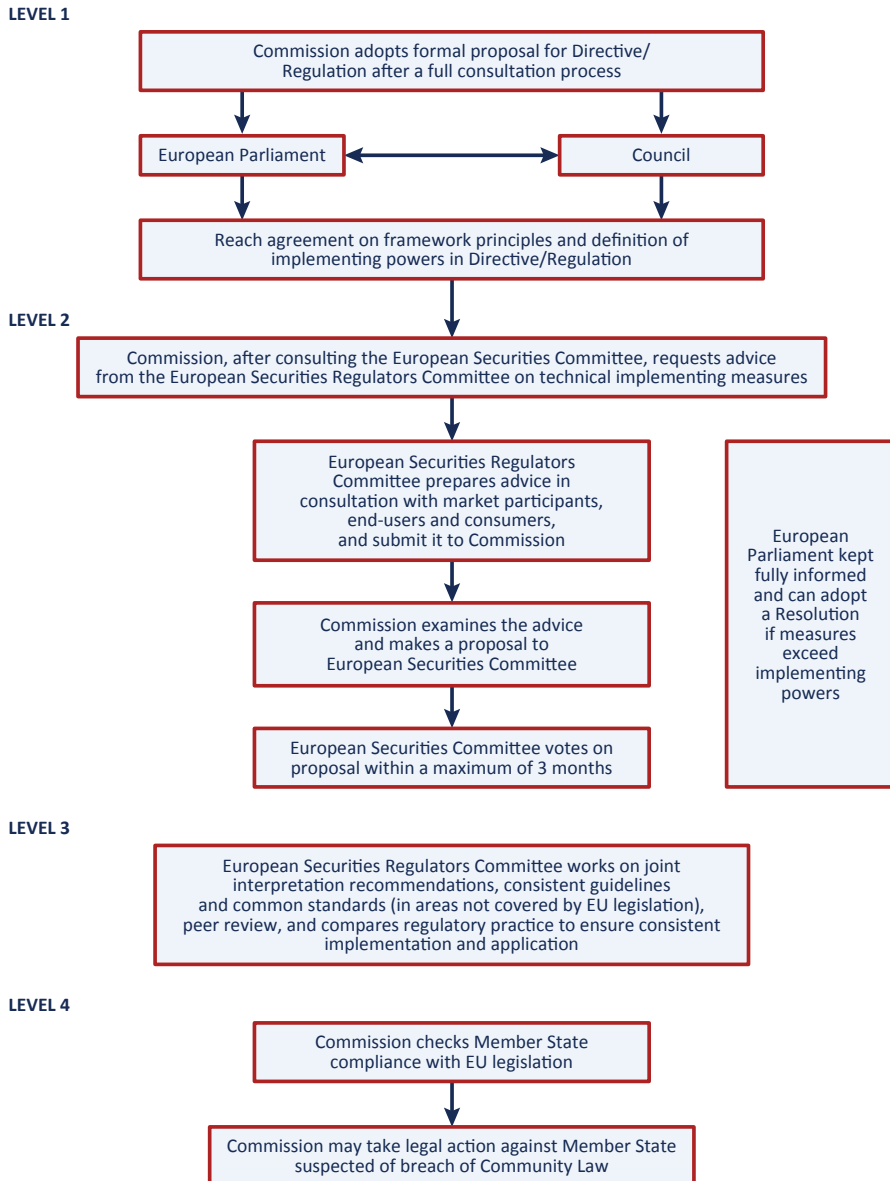 LEVEL 1
Commission adopts formal proposal for Directive/
Regulation after a full consultation process
European Parliament
Council
Reach agreement on framework principles and definition of
implementing powers in Directive/Regulation
LEVEL 2
Commission, after consulting the European Securities Committee, requests advice
from the European Securities Regulators Committee on technical implementing measures
European Securities Regulators
Committee prepares advice in
consultation with market participants,
end-users and consumers,
and submit it to Commission
European
Parliament kept
fully informed
and can adopt
a Resolution
if measures
exceed
implementing
powers
Commission examines the advice
and makes a proposal to
European Securities Committee
European Securities Committee votes on
proposal within a maximum of 3 months
LEVEL 3
European Securities Regulators Committee works on joint
interpretation recommendations, consistent guidelines
and common standards (in areas not covered by EU legislation),
peer review, and compares regulatory practice to ensure consistent
implementation and application
LEVEL 4
Commission checks Member State
compliance with EU legislation
Commission may take legal action against Member State
suspected of breach of Community Law